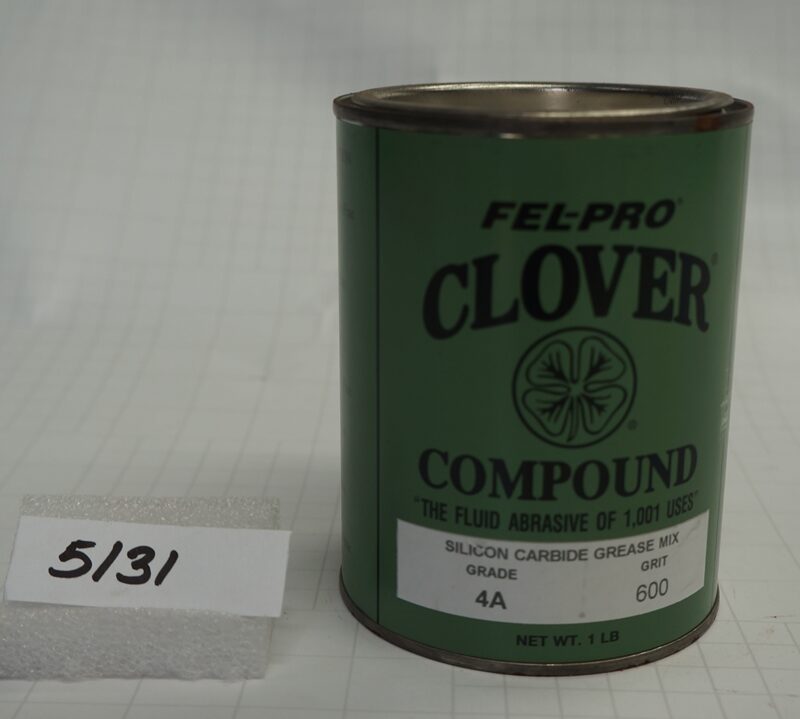 FEL-PRO®
CLOVER®
®
COMPOUND
"THE FLUID ABRASIVE OF 1,001 USES"
SILICON CARBIDE GREASE MIX
GRADE GRIT
4A 600
NET WT. 1 LB
5131